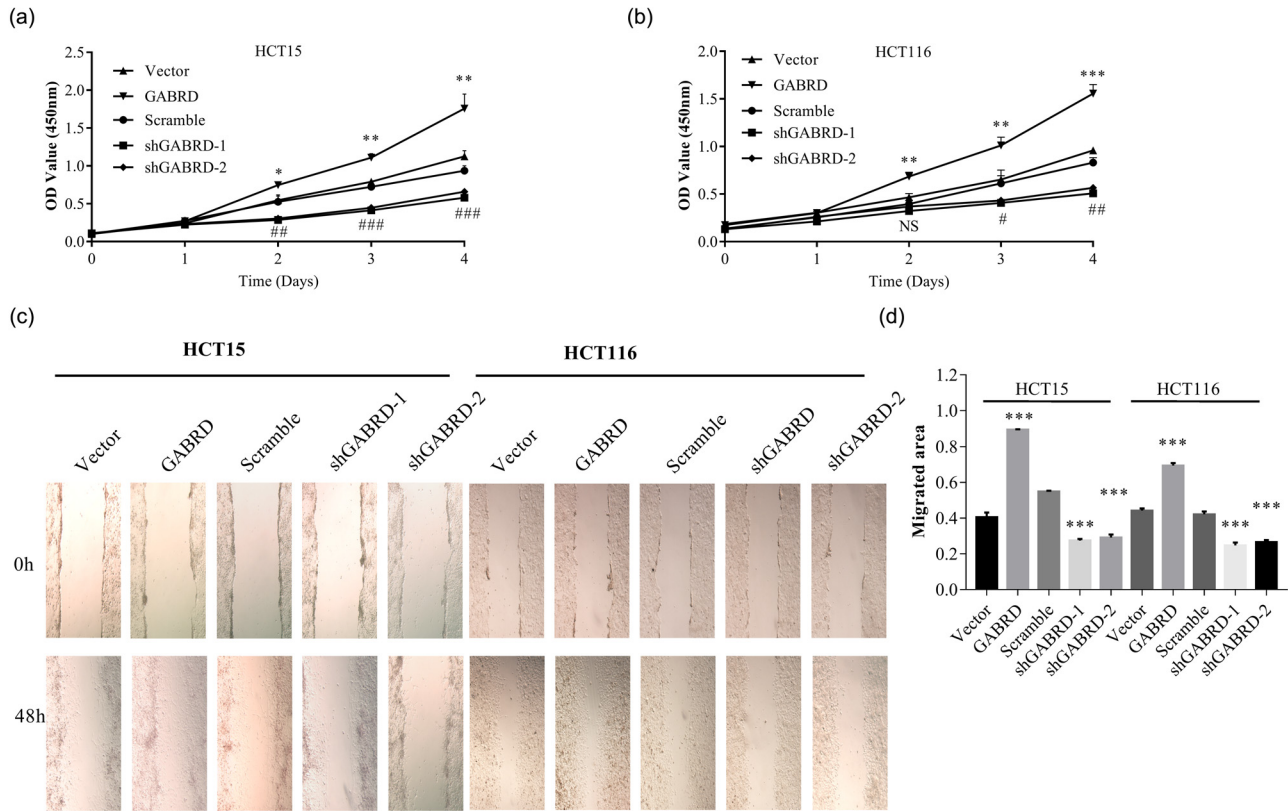 (a)
HCT15
Vector
GABRD
Scramble
shGABRD-1
shGABRD-2
OD Value (450nm)
2.5
2.0
1.5
1.0
0.5
0.0
*
**
**
##
###
###
0 1 2 3 4
Time (Days)
(b)
HCT116
Vector
GABRD
Scramble
shGABRD-1
shGABRD-2
OD Value (450nm)
2.0
1.5
1.0
0.5
0.0
**
**
***
NS
#
##
0 1 2 3 4
Time (Days)
(c)
HCT15 HCT116
Vector GABRD Scramble shGABRD-1 shGABRD-2 Vector GABRD Scramble shGABRD shGABRD-2
0h
48h
(d)
HCT15 HCT116
Migrated area
1.2
1.0
0.8
0.6
0.4
0.2
0.0
*** *** *** *** *** ***
Vector GABRD Scramble shGABRD-1 shGABRD-2 Vector GABRD Scramble shGABRD-1 shGABRD-2